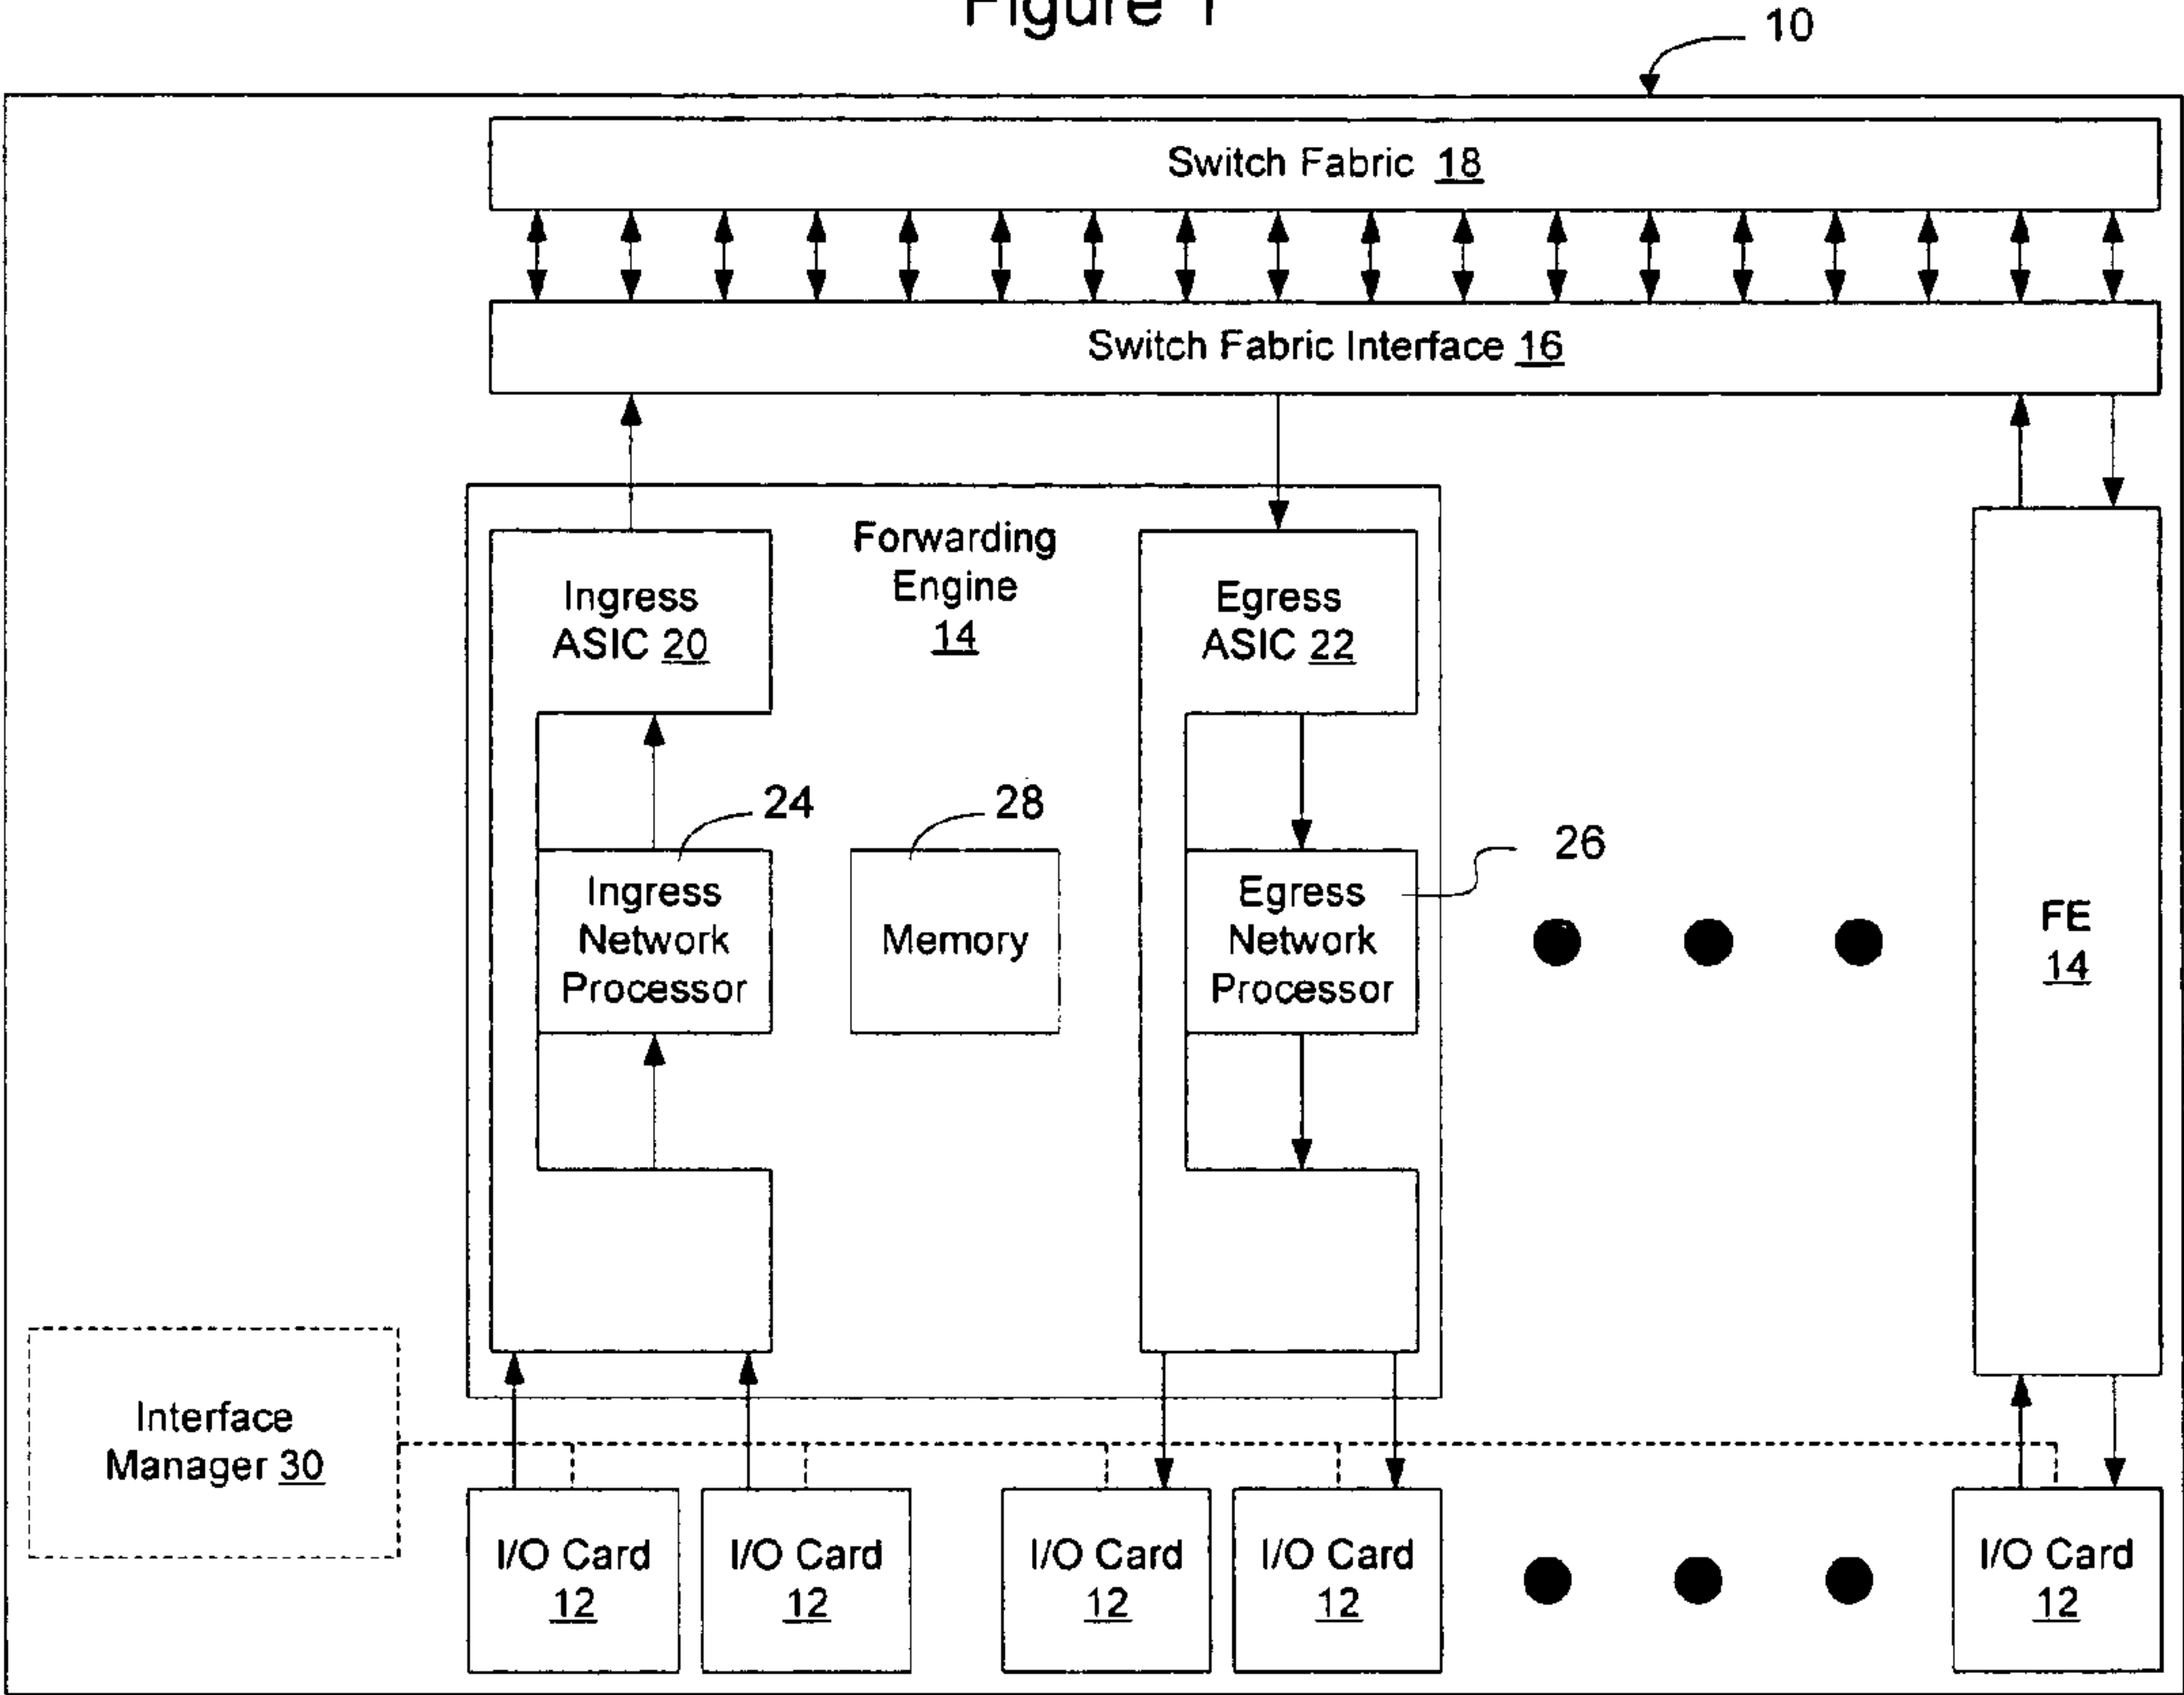 Figure 1
10
Switch Fabric 18
Switch Fabric Interface 16
Forwarding
Engine
14
Ingress
ASIC 20
Egress
ASIC 22
24
28
26
Ingress
Network
Processor
Memory
Egress
Network
Processor
FE
14
Interface
Manager 30
I/O Card
12
I/O Card
12
I/O Card
12
I/O Card
12
I/O Card
12